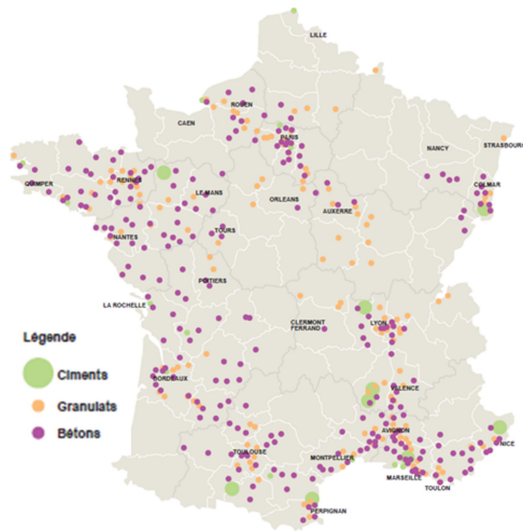 LILLE
ROUEN
CAEN
PARIS
NANCY
STRASBOURG
QUIMPER
RENNES
LE MANS
COLMAR
ORLEANS
AUXERRE
NANTES
TOURS
POITIERS
LA ROCHELLE
CLERMONT
FERRAND
LYON
Légende
Ciments
Granulats
Bétons
BORDEAUX
VALENCE
AVIGNON
NICE
TOULOUSE
MONTPELLIER
MARSEILLE
TOULON
PERPIGNAN